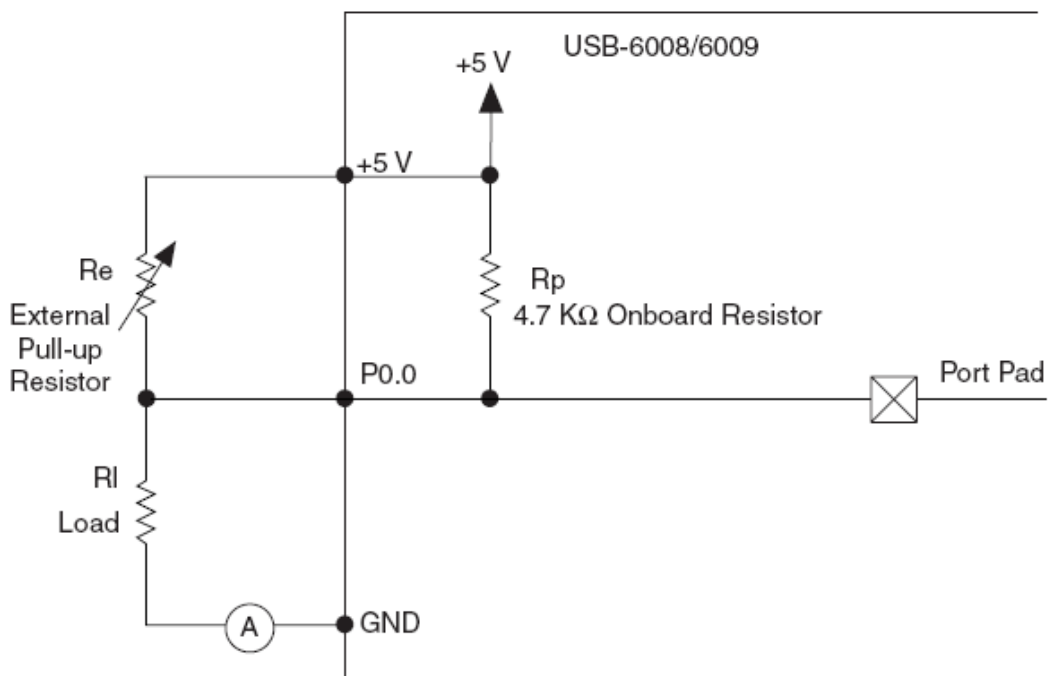 USB-6008/6009
+5 V
+5 V
Re
External
Pull-up
Resistor
Rp
4.7 KΩ Onboard Resistor
P0.0
Port Pad
Rl
Load
A
GND